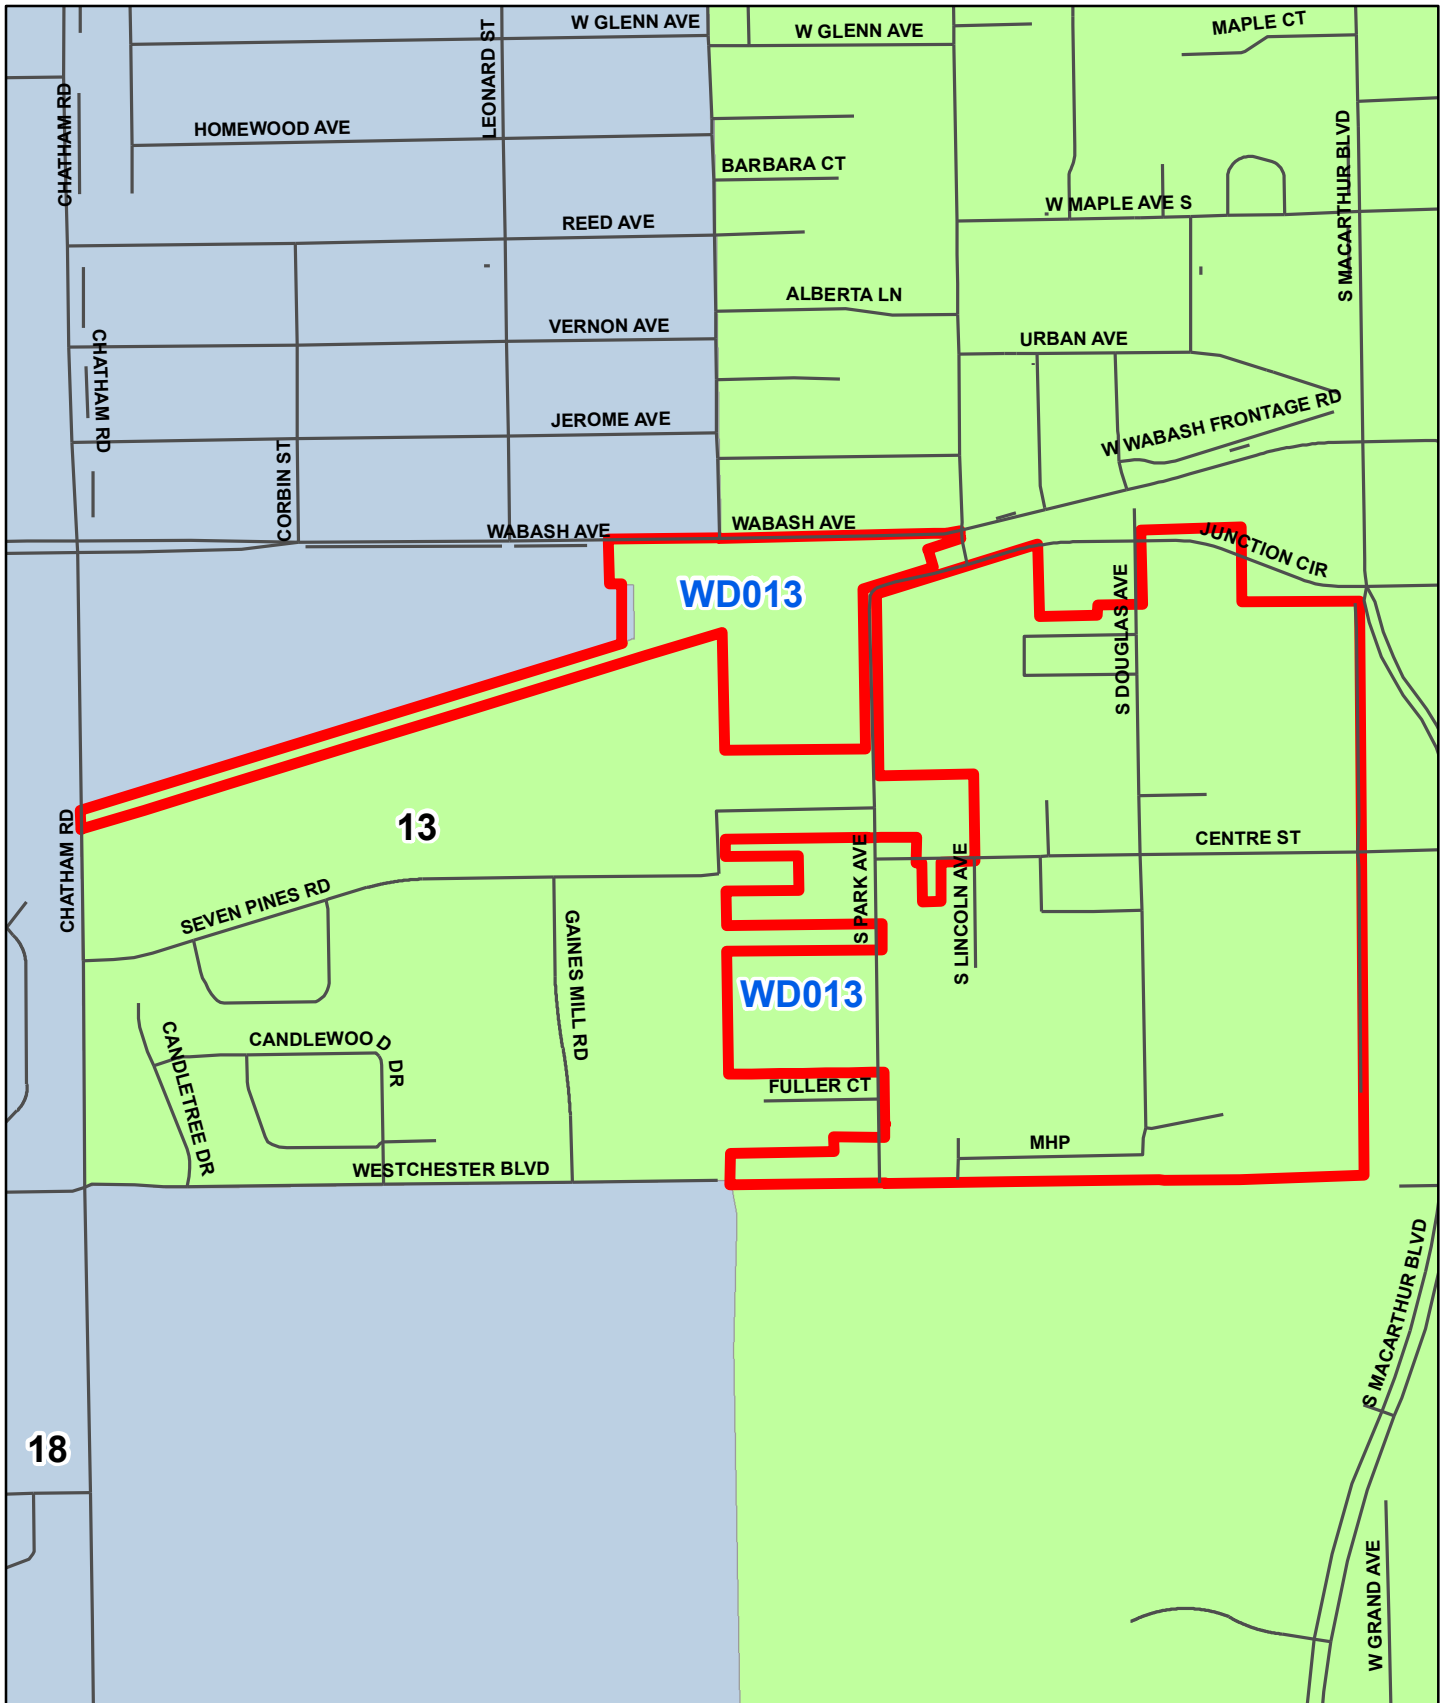 W GLENN AVE
W GLENN AVE
MAPLE CT
LEONARD ST
CHATHAM RD
HOMEWOOD AVE
S MACARTHUR BLVD
BARBARA CT
W MAPLE AVE S
REED AVE
ALBERTA LN
VERNON AVE
URBAN AVE
CHATHAM RD
JEROME AVE
W WABASH FRONTAGE RD
CORBIN ST
WABASH AVE
WABASH AVE
JUNCTION CIR
WD013
S DOUGLAS AVE
13
CHATHAM RD
CENTRE ST
S PARK AVE
S LINCOLN AVE
SEVEN PINES RD
GAINES MILL RD
WD013
CANDLEWOOD DR
CANDLETREE DR
FULLER CT
MHP
WESTCHESTER BLVD
S MACARTHUR BLVD
18
W GRAND AVE